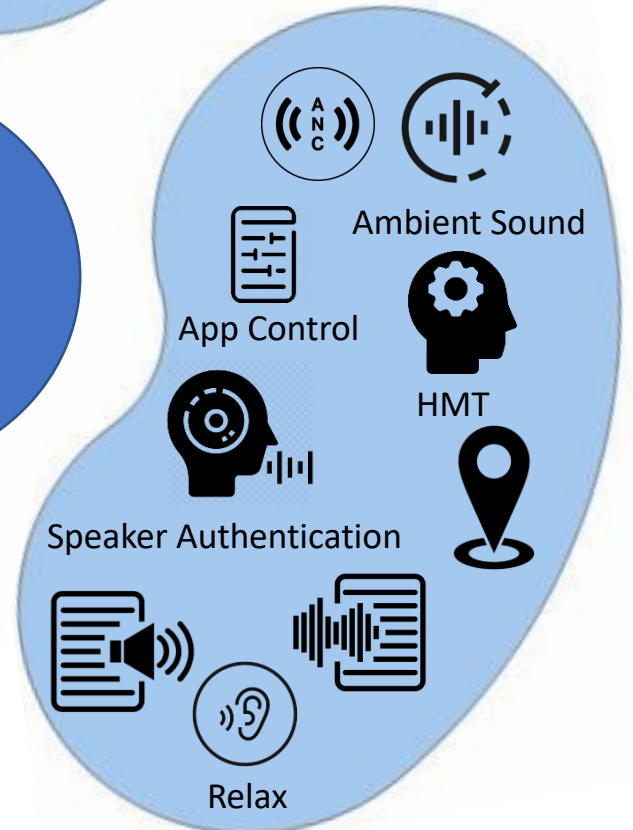 A
N
C
Ambient Sound
App Control
HMT
Speaker Authentication
Relax